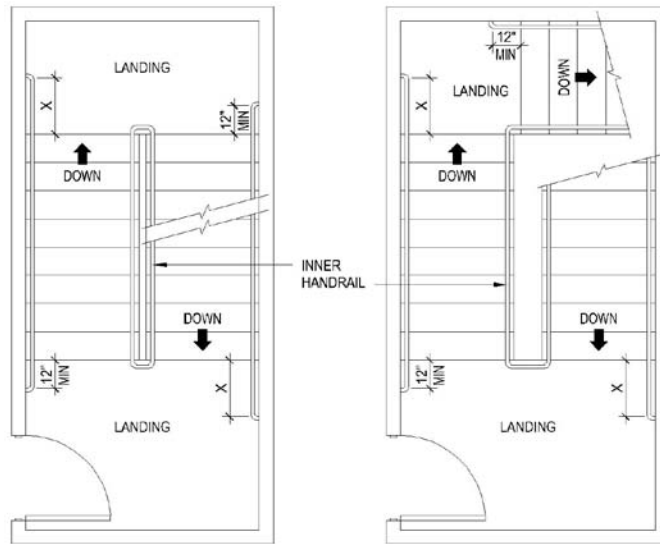 LANDING
X
12"
MIN
DOWN
DOWN
12"
MIN
X
LANDING
INNER
HANDRAIL
12"
MIN
LANDING
DOWN
X
DOWN
DOWN
12"
MIN
X
LANDING